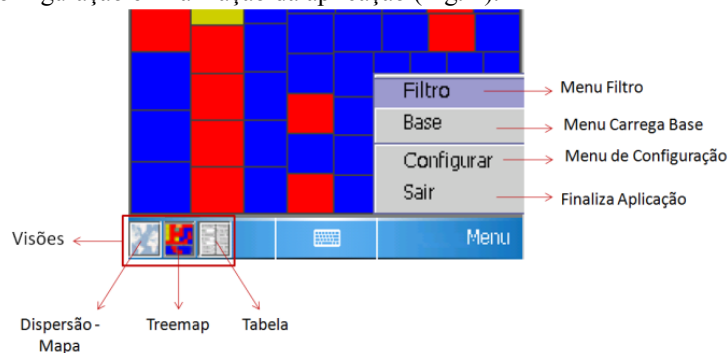 Filtro
Menu Filtro
Base
Menu Carrega Base
Configurar
Menu de Configuração
Sair
Finaliza Aplicação
Visões
Menu
Dispersão -
Mapa
Treemap
Tabela